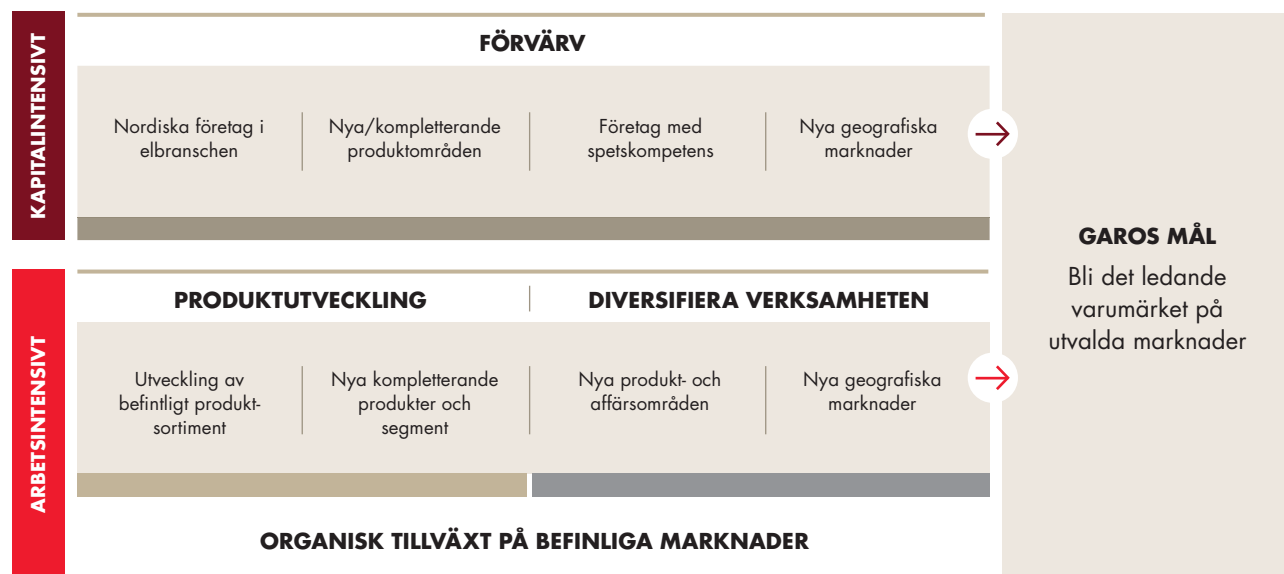 KAPITALINTENSIVT
FÖRVÄRV
Nordiska företag i
elbranschen
Nya/kompletterande
produktområden
Företag med
spetskompetens
Nya geografiska
marknader
ARBETSINTENSIVT
PRODUKTUTVECKLING
DIVERSIFIERA VERKSAMHETEN
Utveckling av
befintligt produkt-
sortiment
Nya kompletterande
produkter och
segment
Nya produkt- och
affärsområden
Nya geografiska
marknader
ORGANISK TILLVÄXT PÅ BEFINLIGA MARKNADER
GAROS MÅL
Bli det ledande
varumärket på
utvalda marknader